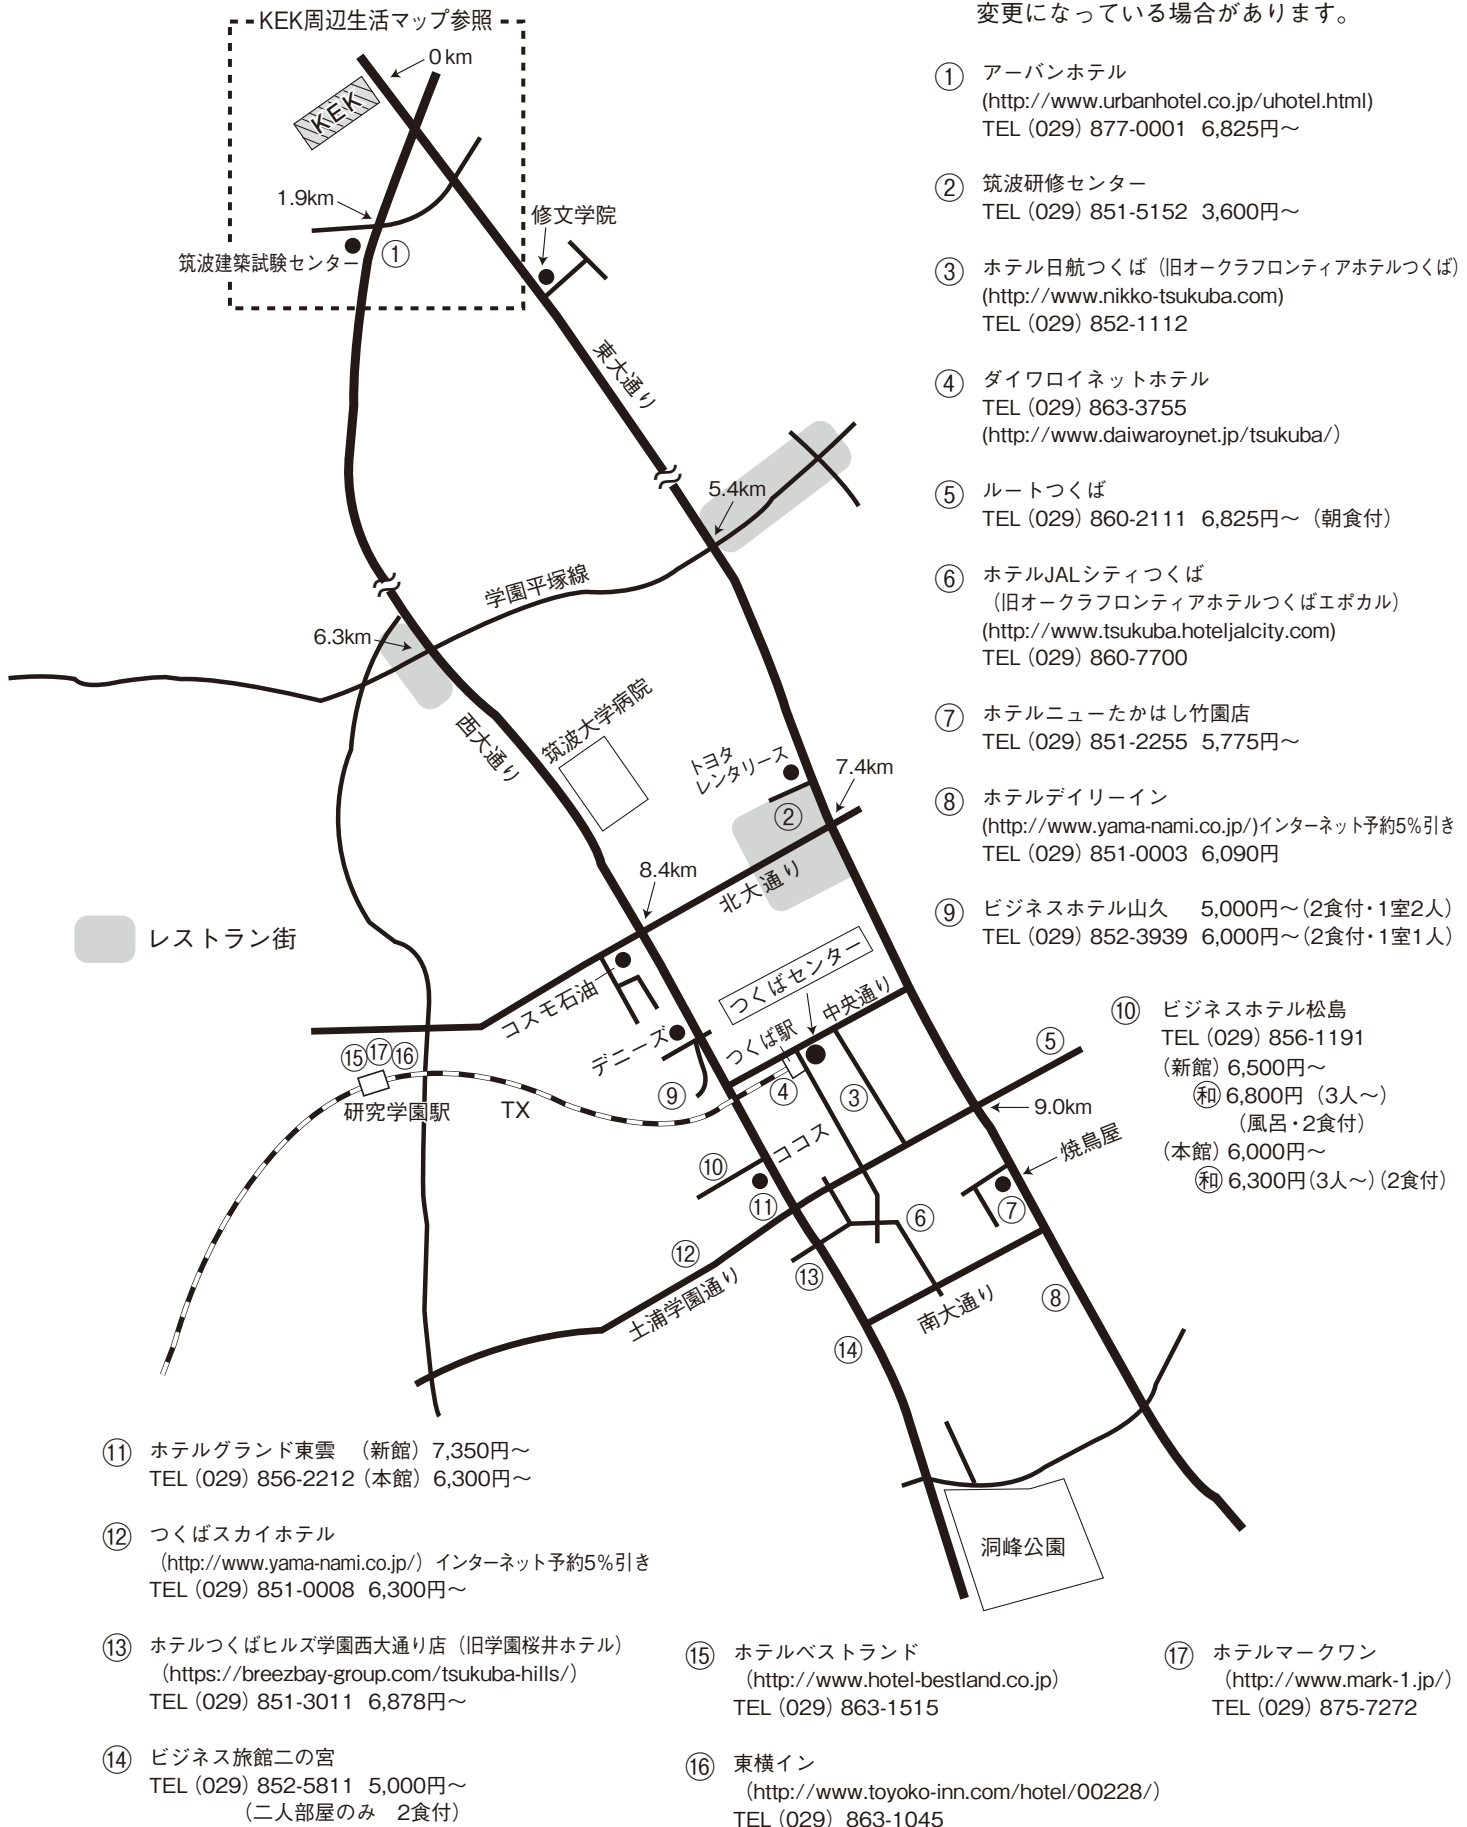 変更になっている場合があります。
KEK周辺生活マップ参照
0km
KEK
1.9km
筑波建築試験センター
①
修文学院
東大通り
5.4km
学園平塚線
6.3km
西大通り
筑波大学病院
トヨタ
レンタリース
7.4km
②
8.4km
北大通り
レストラン街
コスモ石油
つくばセンター
中央通り
つくば駅
デニーズ
⑮⑰⑯
研究学園駅
TX
⑨
④
③
⑤
9.0km
焼鳥屋
ココス
⑩
⑪
⑥
⑦
⑫
⑬
土浦学園通り
南大通り
⑧
⑭
洞峰公園
① アーバンホテル
(http://www.urbanhotel.co.jp/uhotel.html)
TEL (029) 877-0001 6,825円～
② 筑波研修センター
TEL (029) 851-5152 3,600円～
③ ホテル日航つくば（旧オークラフロンティアホテルつくば）
(http://www.nikko-tsukuba.com)
TEL (029) 852-1112
④ ダイワロイネットホテル
TEL (029) 863-3755
(http://www.daiwaroynet.jp/tsukuba/）
⑤ ルートつくば
TEL (029) 860-2111 6,825円～（朝食付）
⑥ ホテルJALシティつくば
（旧オークラフロンティアホテルつくばエポカル）
(http://www.tsukuba.hoteljalcity.com)
TEL (029) 860-7700
⑦ ホテルニューたかはし竹園店
TEL (029) 851-2255 5,775円～
⑧ ホテルデイリーイン
(http://www.yama-nami.co.jp/)インターネット予約5%引き
TEL (029) 851-0003 6,090円
⑨ ビジネスホテル山久 5,000円～(2食付・1室2人)
TEL (029) 852-3939 6,000円～(2食付・1室1人)
⑩ ビジネスホテル松島
TEL (029) 856-1191
(新館) 6,500円～
㊋和 6,800円（3人～）
（風呂・2食付）
(本館) 6,000円～
和 6,300円(3人～)(2食付)
⑪ ホテルグランド東雲 （新館）7,350円～
TEL (029) 856-2212（本館）6,300円～
⑫ つくばスカイホテル
（http://www.yama-nami.co.jp/）インターネット予約5%引き
TEL (029) 851-0008 6,300円～
⑬ ホテルつくばヒルズ学園西大通り店（旧学園桜井ホテル）
（https://breezbay-group.com/tsukuba-hills/）
TEL (029) 851-3011 6,878円～
⑭ ビジネス旅館二の宮
TEL (029) 852-5811 5,000円～
（二人部屋のみ 2食付）
⑮ ホテルベストランド
（http://www.hotel-bestland.co.jp）
TEL (029) 863-1515
⑯ 東横イン
（http://www.toyoko-inn.com/hotel/00228/）
TEL (029) 863-1045
⑰ ホテルマークワン
（http://www.mark-1.jp/）
TEL (029) 875-7272